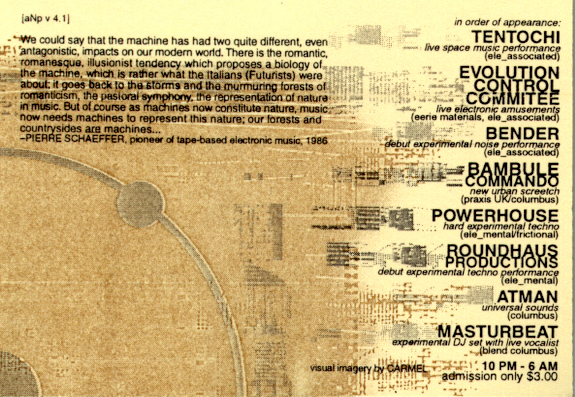 [aNp v 4.1]
We could say that the machine has had two quite different, even
antagonistic, impacts on our modern world. There is the romantic,
romanesque, illusionist tendency which proposes a biology of
the machine, which is rather what the Italians (Futurists) were
about; it goes back to the storms and the murmuring forests of
romanticism, the pastoral symphony, the representation of nature
in music. But of course as machines now constitute nature, music
now needs machines to represent this nature; our forests and
countrysides are machines...
–PIERRE SCHAEFFER, pioneer of tape-based electronic music, 1986
in order of appearance:
TENTOCHI
live space music performance
(ele_associated)
EVOLUTION
CONTROL
COMMITEE
live electronic amusements
(eerie materials, ele_associated)
BENDER
debut experimental noise performance
(ele_associated)
BAMBULE
COMMANDO
new urban screetch
(praxis UK/columbus)
POWERHOUSE
hard experimental techno
(ele_mental/frictional)
ROUNDHAUS
PRODUCTIONS
debut experimental techno performance
(ele_mental)
ATMAN
universal sounds
(columbus)
MASTURBEAT
experimental DJ set with live vocalist
(blend columbus)
visual imagery by CARMEL
10 PM - 6 AM
admission only $3.00